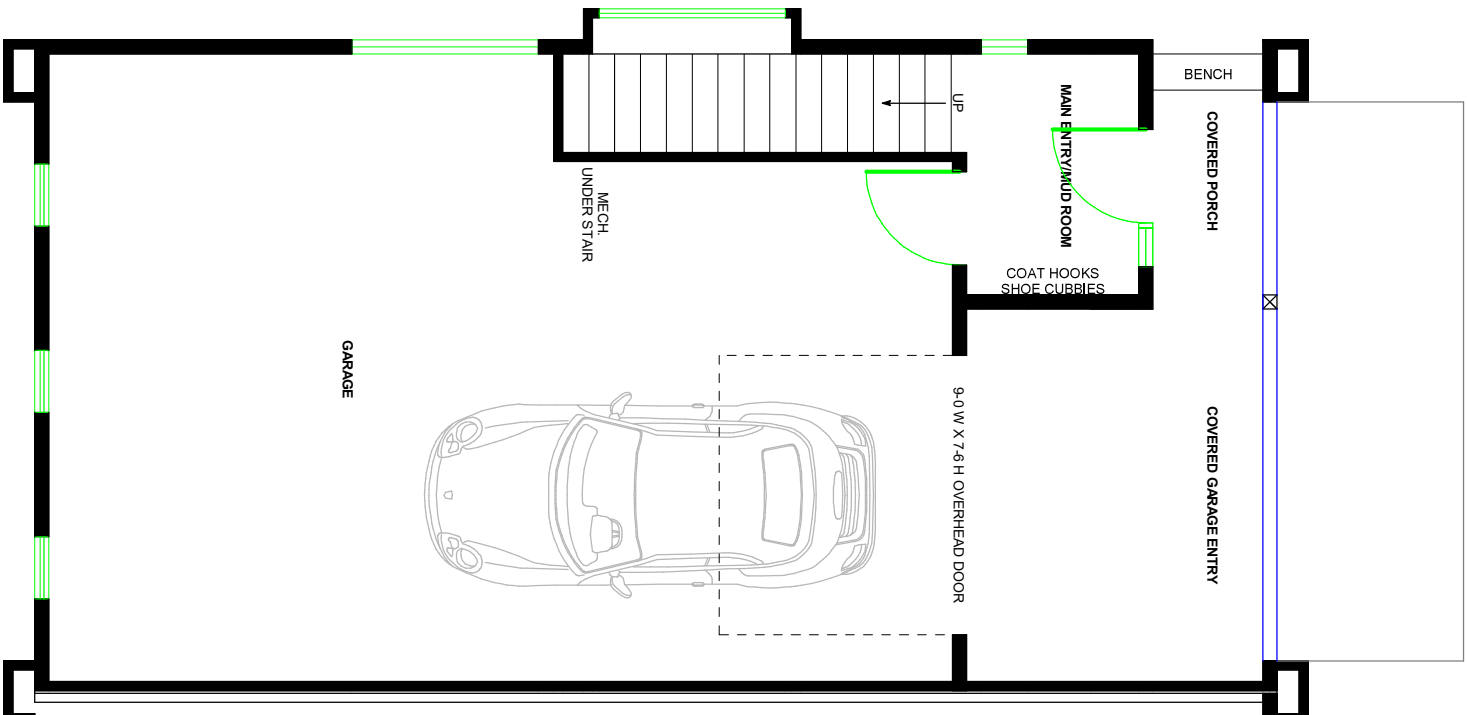 BENCH
UP
MAIN ENTRY/MUD ROOM
COVERED PORCH
MECH.
UNDER STAIR
COAT HOOKS
SHOE CUBBIES
GARAGE
9-0 W X 7-6 H OVERHEAD DOOR
COVERED GARAGE ENTRY